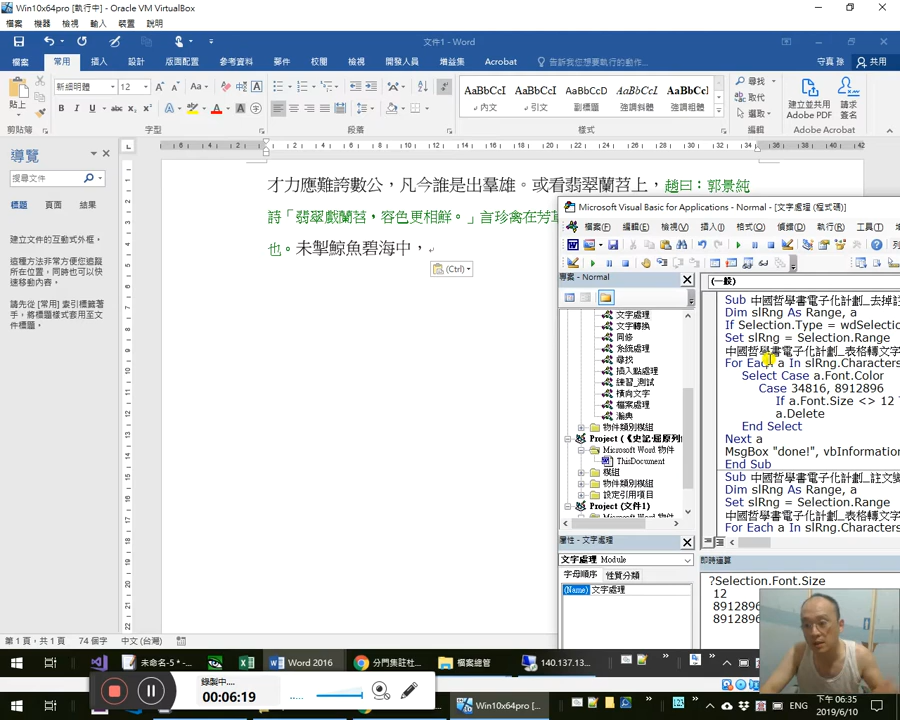 Win10x64pro [執行中] - Oracle VM VirtualBox
檔案 機器 檢視 輸入 裝置 說明
文件1 - Word
檔案 常用 插入 設計 版面配置 參考資料 郵件 校閱 檢視 開發人員 增益集 Acrobat 告訴我您想要執行的動作... 守真 孫 共用
貼上 新細明體 12
AaBbCcI AaBbCcI AaBbCcD AaBbCcI AaBbCcI
內文 引文 副標題 強調斜體 強調粗體
尋找 取代 選取
建立並共用 Adobe PDF 請求簽名
剪貼簿 字型 段落 樣式 編輯 Adobe Acrobat
導覽
搜尋文件
標題 頁面 結果
建立文件的互動式外框。
這種方法非常方便您追蹤
所在位置,同時也可以快
速移動內容。
請先從 [常用] 索引標籤著
手,將標題樣式套用至文
件標題。
才力應難誇數公,凡今誰是出羣雄。或看翡翠蘭苕上,趙曰:郭景純
詩「翡翠戲蘭苕,容色更相鮮。」言珍禽在芳
也。未掣鯨魚碧海中,
(Ctrl)
Microsoft Visual Basic for Applications - Normal - [文字處理 (程式碼)]
檔案(F) 編輯(E) 檢視(V) 插入(I) 格式(O) 偵錯(D) 執行(R) 工具(T)
專案 - Normal
文字處理
文字轉換
系統處理
尋找
插入點處理
練習_測試
橫向文字
檔案處理
物件類別模組
Microsoft Word 物件
ThisDocument
模組
物件類別模組
設定引用項目
Project (文件1)
屬性 - 文字處理
文字處理 Module
字母順序 性質分類
(Name) 文字處理
(一般)
Sub 中國哲學書電子化計劃_去掉註
Dim slRng As Range, a
If Selection.Type = wdSelectio
Set slRng = Selection.Range
中國哲學書電子化計劃_表格轉文字
For Each a In slRng.Characters
Select Case a.Font.Color
Case 34816, 8912896
If a.Font.Size <> 12
a.Delete
End Select
Next a
MsgBox "done!", vbInformation
End Sub
Sub 中國哲學書電子化計劃_註文
Dim slRng As Range, a
Set slRng = Selection.Range
中國哲學書電子化計劃_表格轉文字
For Each a In slRng.Characters
即時運算
?Selection.Font.Size
12
8912896
891289
第 1 頁,共 1 頁 74 個字 中文 (台灣)
未命名-5 *-... Word 2016 分門集註杜... 檔案總管 140.137.13...
錄製中...
00:06:19
Win10x64pro [...
ENG
下午 06:35
2019/6/10